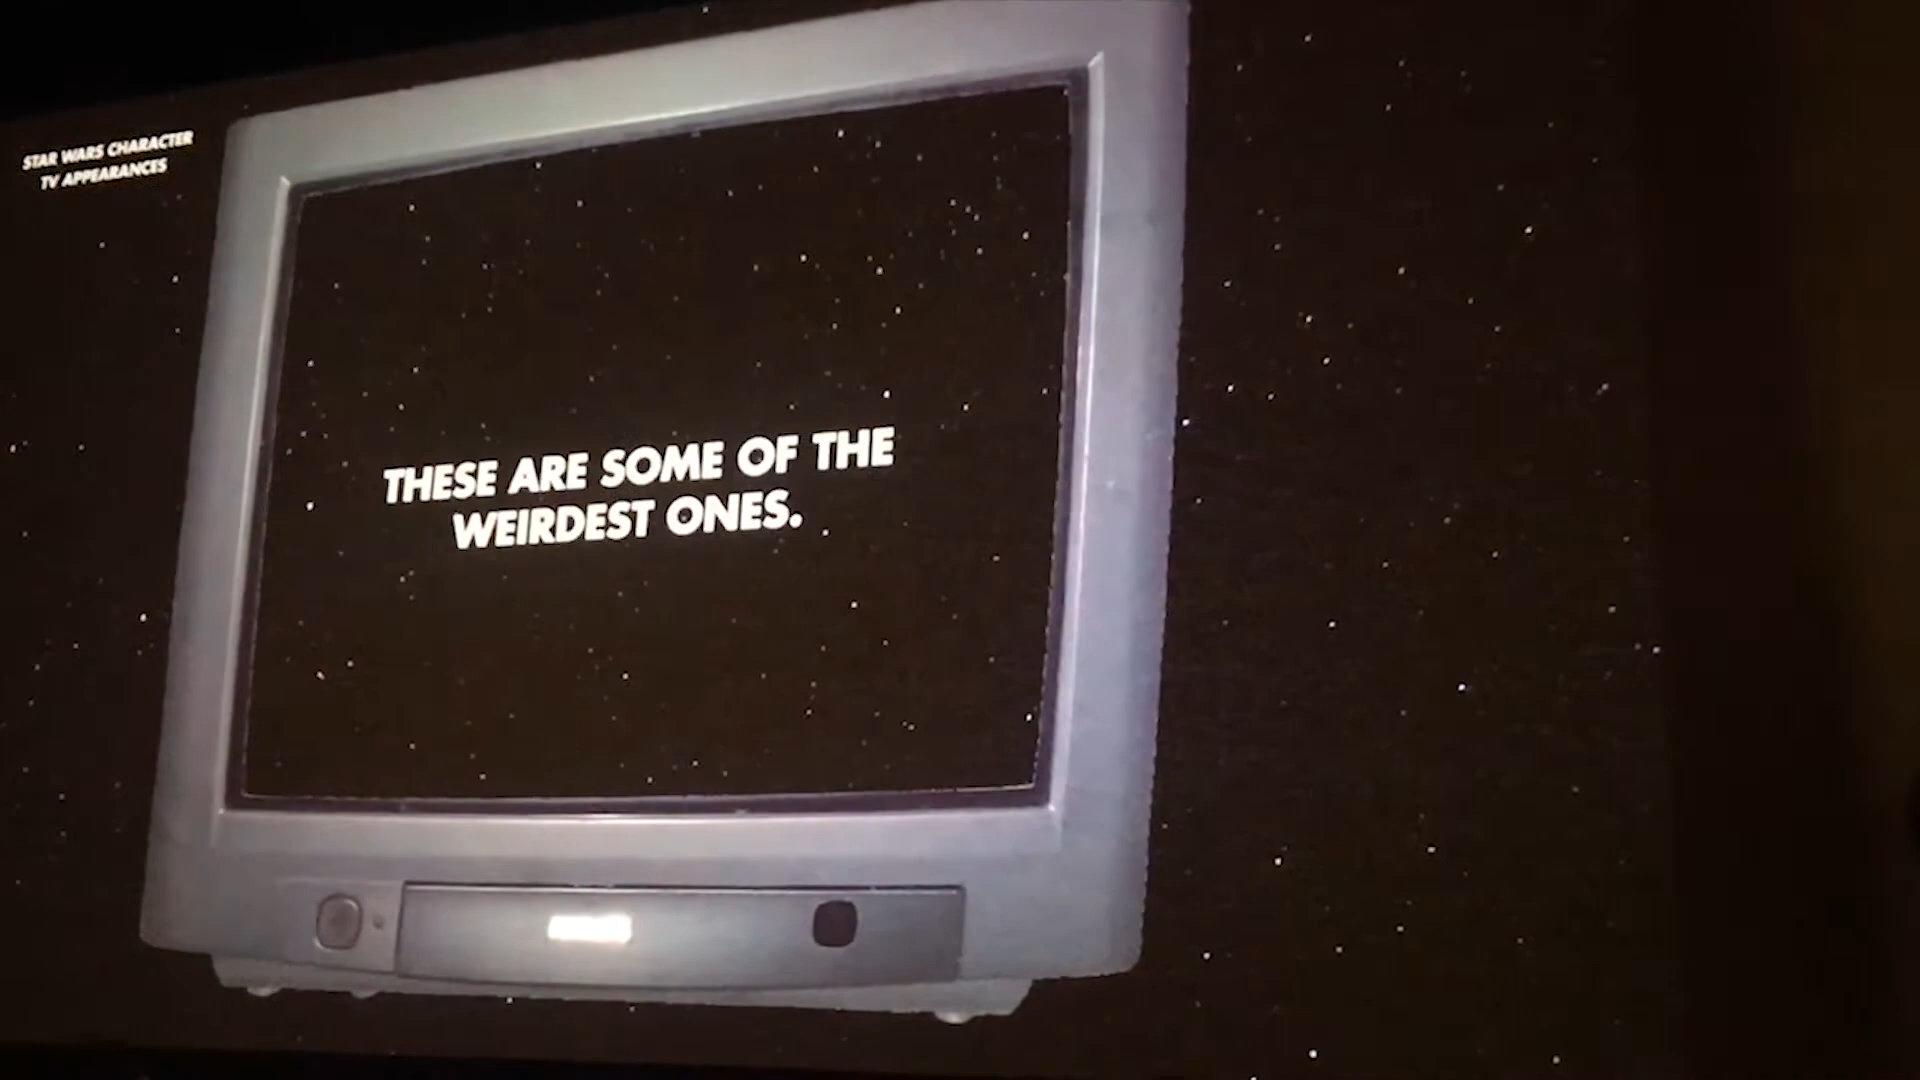 STAR WARS CHARACTER
TV APPEARANCES
THESE ARE SOME OF THE
WEIRDEST ONES.